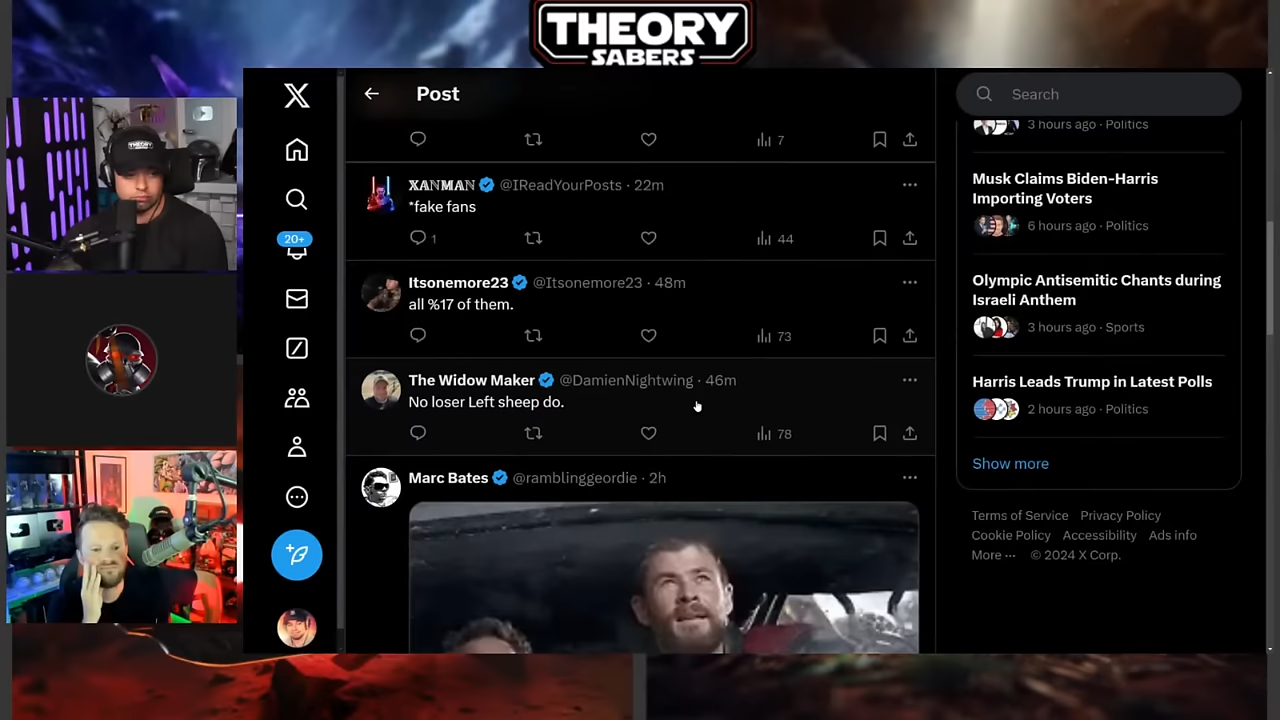 THEORY
SABERS
Post
Search
7
3 hours ago · Politics
XANMAN @IReadYourPosts · 22m
*fake fans
1
44
Musk Claims Biden-Harris
Importing Voters
6 hours ago · Politics
20+
Itsonemore23 @Itsonemore23 · 48m
all %17 of them.
73
Olympic Antisemitic Chants during
Israeli Anthem
3 hours ago · Sports
The Widow Maker @DamienNightwing · 46m
No loser Left sheep do.
78
Harris Leads Trump in Latest Polls
2 hours ago · Politics
Show more
Marc Bates @ramblinggeordie · 2h
Terms of Service Privacy Policy
Cookie Policy Accessibility Ads info
More ··· © 2024 X Corp.
THEORY